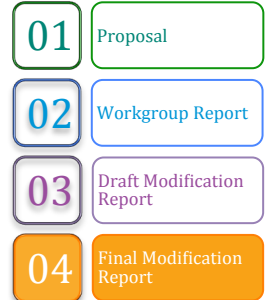 01
Proposal
02
Workgroup Report
03
Draft Modification
Report
04
Final Modification
Report